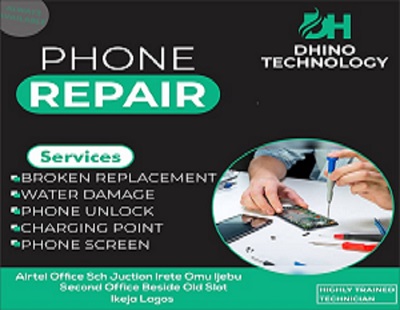 DHINO
TECHNOLOGY
PHONE
REPAIR
Services
BROKEN REPLACEMENT
WATER DAMAGE
PHONE UNLOCK
CHARGING POINT
PHONE SCREEN
Airtel Office Sch Juction Irete Omu Ijebu
Second Office Beside Old Slot
Ikeja Lagos
HIGHLY TRAINED
TECHNICIAN